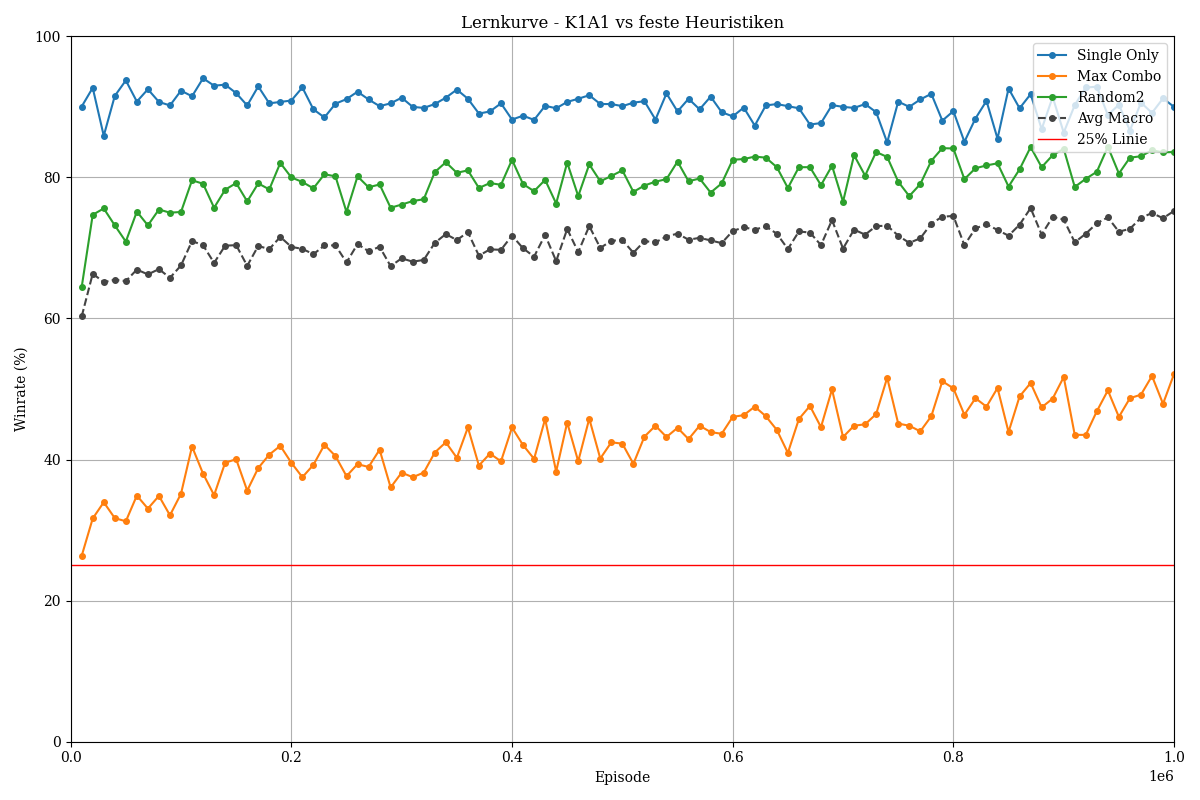 Lernkurve - K1A1 vs feste Heuristiken
Winrate (%)
100
80
60
40
20
0
Single Only
Max Combo
Random2
Avg Macro
25% Linie
0.0 0.2 0.4 0.6 0.8 1.0
1e6
Episode